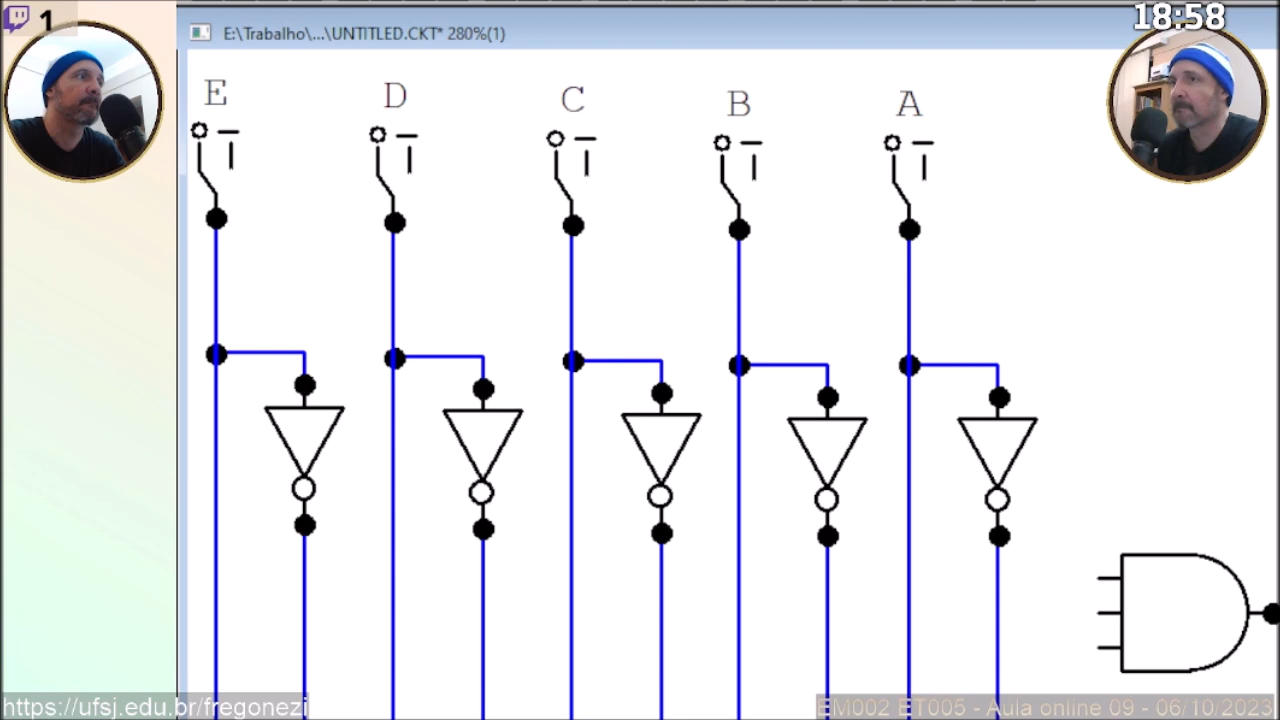 1
18:58
E:\Trabalho\...\UNTITLED.CKT* 280%(1)
E D C B A
https://ufsj.edu.br/fregonezi
EM002 ET005 - Aula online 09 - 06/10/2023